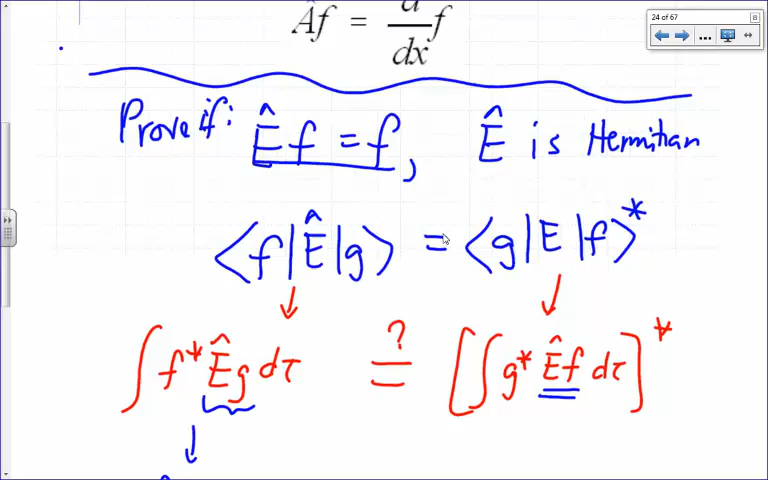 24 of 67
Âf = d/dx f
Prove if: Êf = f, Ê is Hermitian
⟨f|Ê|g⟩ = ⟨g|E|f⟩*
∫ f* Êg dτ ?= [∫ g* Êf dτ]*